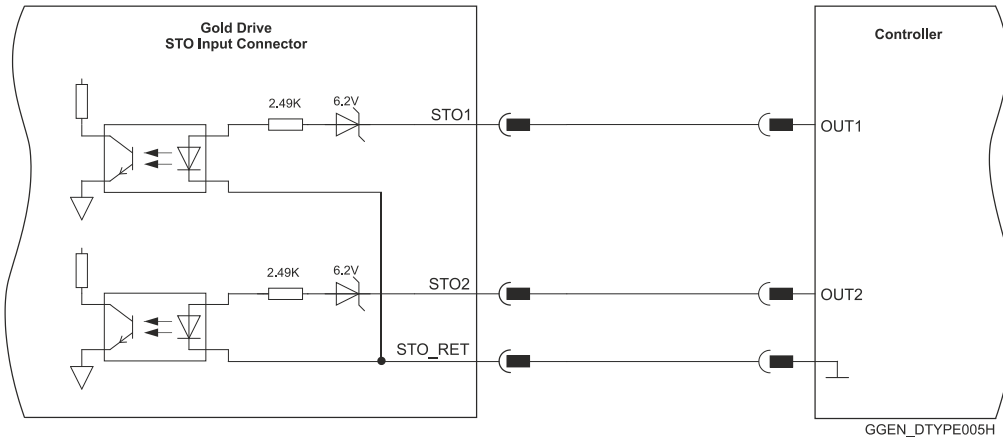 Gold Drive
STO Input Connector
Controller
2.49K
6.2V
STO1
OUT1
2.49K
6.2V
STO2
OUT2
STO_RET
GGEN_DTYPE005H